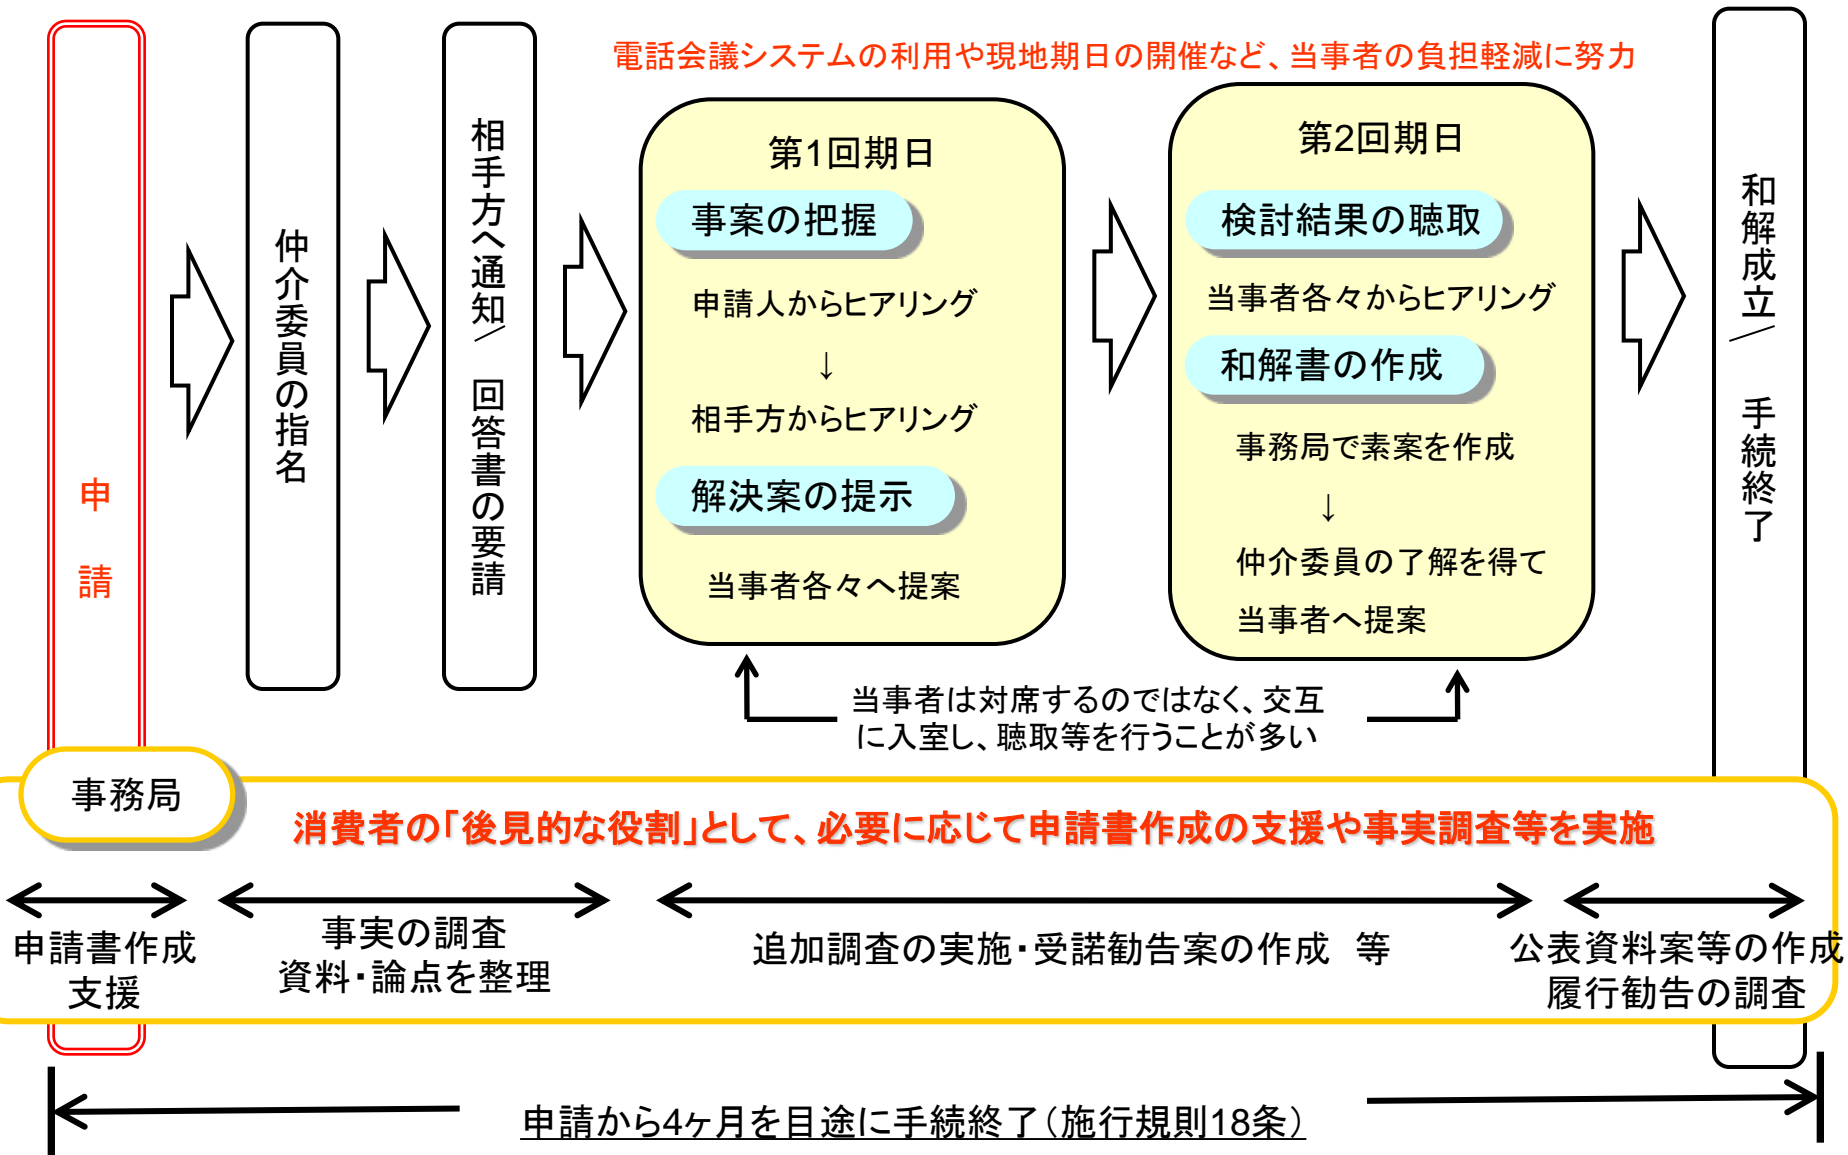 電話会議システムの利用や現地期日の開催など、当事者の負担軽減に努力
申請
仲介委員の指名
相手方へ通知／　回答書の要請
第1回期日
事案の把握
申請人からヒアリング
↓
相手方からヒアリング
解決案の提示
当事者各々へ提案
第2回期日
検討結果の聴取
当事者各々からヒアリング
和解書の作成
事務局で素案を作成
↓
仲介委員の了解を得て
当事者へ提案
和解成立／　手続終了
当事者は対席するのではなく、交互
に入室し、聴取等を行うことが多い
事務局
消費者の「後見的な役割」として、必要に応じて申請書作成の支援や事実調査等を実施
申請書作成
支援
事実の調査
資料・論点を整理
追加調査の実施・受諾勧告案の作成　等
公表資料案等の作成
履行勧告の調査
申請から4ヶ月を目途に手続終了（施行規則18条）